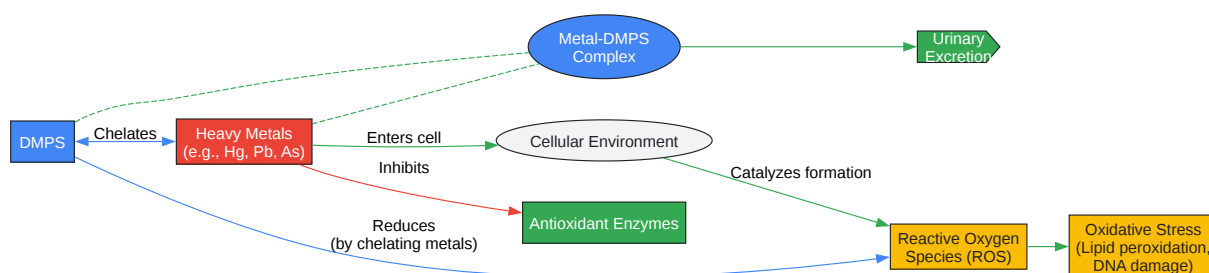 Metal-DMPS
Complex
Urinary
Excretion
DMPS
Chelates
Heavy Metals
(e.g., Hg, Pb, As)
Enters cell
Cellular Environment
Inhibits
Catalyzes formation
Antioxidant Enzymes
Reduces
(by chelating metals)
Reactive Oxygen
Species (ROS)
Oxidative Stress
(Lipid peroxidation,
DNA damage)